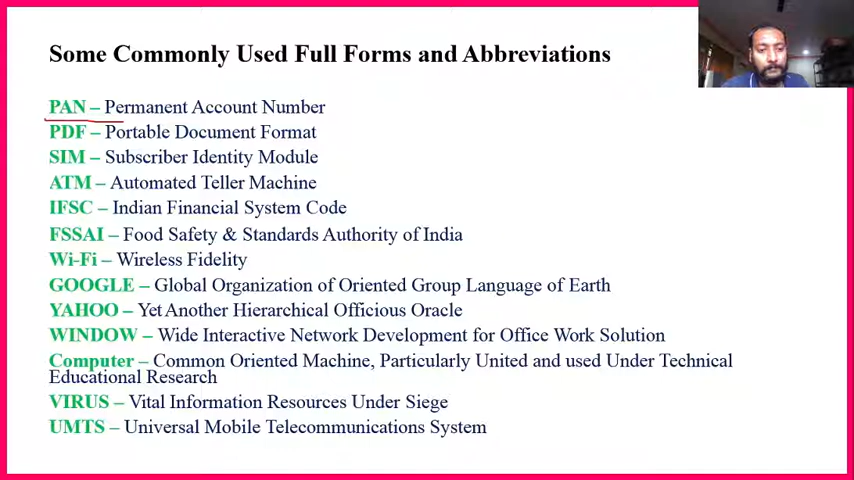 Some Commonly Used Full Forms and Abbreviations
PAN – Permanent Account Number
PDF – Portable Document Format
SIM – Subscriber Identity Module
ATM – Automated Teller Machine
IFSC – Indian Financial System Code
FSSAI – Food Safety & Standards Authority of India
Wi-Fi – Wireless Fidelity
GOOGLE – Global Organization of Oriented Group Language of Earth
YAHOO – Yet Another Hierarchical Officious Oracle
WINDOW – Wide Interactive Network Development for Office Work Solution
Computer – Common Oriented Machine, Particularly United and used Under Technical
Educational Research
VIRUS – Vital Information Resources Under Siege
UMTS – Universal Mobile Telecommunications System